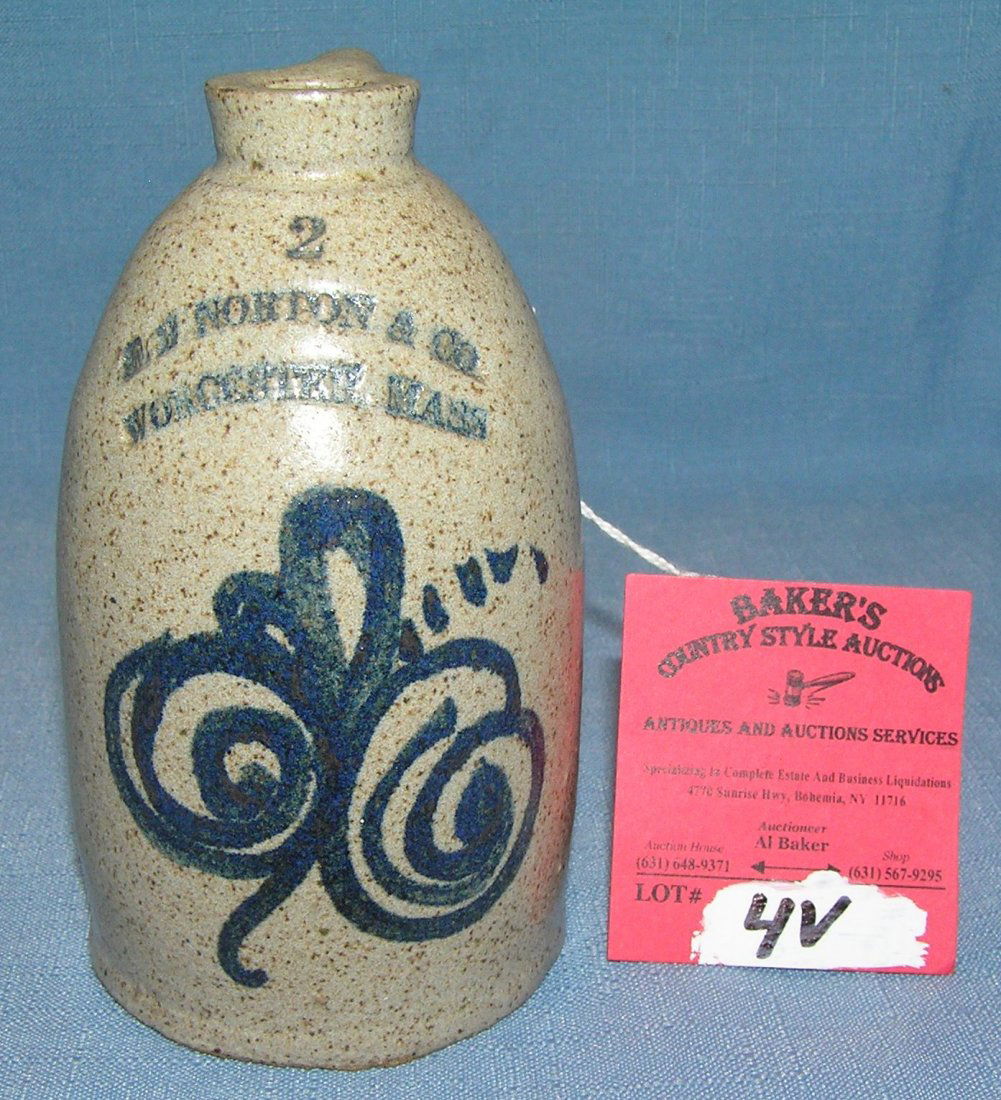 2
NORTON & CO
WORCESTER, MASS
BAKER'S
COUNTRY STYLE AUCTIONS
ANTIQUES AND AUCTIONS SERVICES
Specializing In Complete Estate And Business Liquidations
4770 Sunrise Hwy, Bohemia, NY 11716
Auctioneer
Auction House Al Baker Shop
(631) 648-9371 (631) 567-9295
LOT# 4V